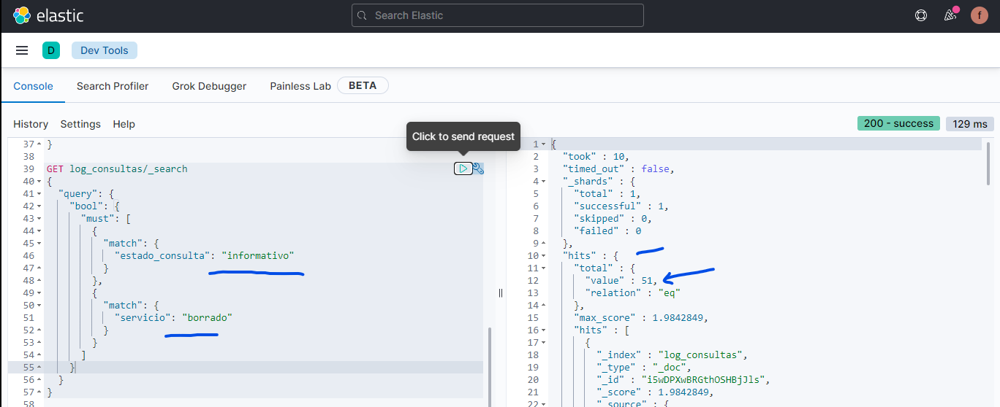 elastic
Search Elastic
f
D
Dev Tools
Console
Search Profiler
Grok Debugger
Painless Lab
BETA
History
Settings
Help
Click to send request
200 - success
129 ms
37 }
38
39 GET log_consultas/_search
40 {
41 "query": {
42 "bool": {
43 "must": [
44 {
45 "match": {
46 "estado_consulta": "informativo"
47 }
48 },
49 {
50 "match": {
51 "servicio": "borrado"
52 }
53 }
54 ]
55 }
56 }
57 }
58
1 {
2 "took" : 10,
3 "timed_out" : false,
4 "_shards" : {
5 "total" : 1,
6 "successful" : 1,
7 "skipped" : 0,
8 "failed" : 0
9 },
10 "hits" : {
11 "total" : {
12 "value" : 51,
13 "relation" : "eq"
14 },
15 "max_score" : 1.9842849,
16 "hits" : [
17 {
18 "_index" : "log_consultas",
19 "_type" : "_doc",
20 "_id" : "i5wDPXwBRGthOSHBjJls",
21 "_score" : 1.9842849,
22 "_source" : {